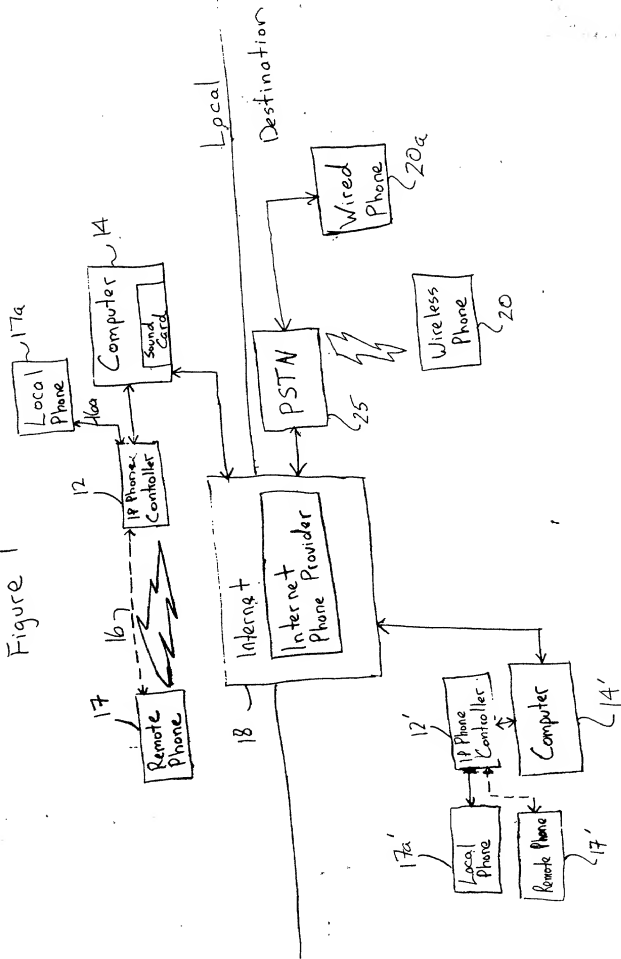 Figure 1
17a
Local
Phone
16a
14
Computer
Sound
Card
12
IP Phone
Controller
16
17
Remote
Phone
Local
Destination
18
Internet
Internet
Phone Provider
PSTN
25
Wired
Phone
20a
Wireless
Phone
20
12'
IP Phone
Controller
17a'
Local
Phone
Remote Phone
17'
Computer
14'